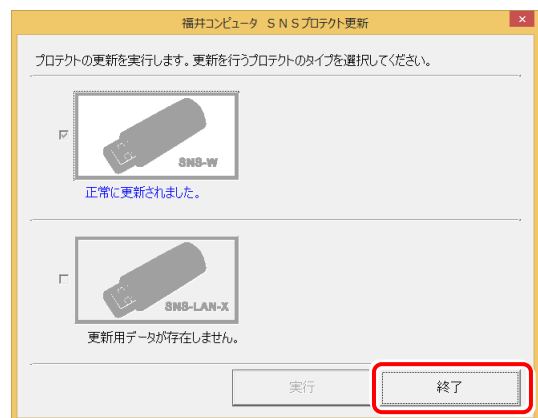 福井コンピュータ SNSプロテクト更新
プロテクトの更新を実行します。更新を行うプロテクトのタイプを選択してください。
SNS-W
正常に更新されました。
SNS-LAN-X
更新用データが存在しません。
実行
終了